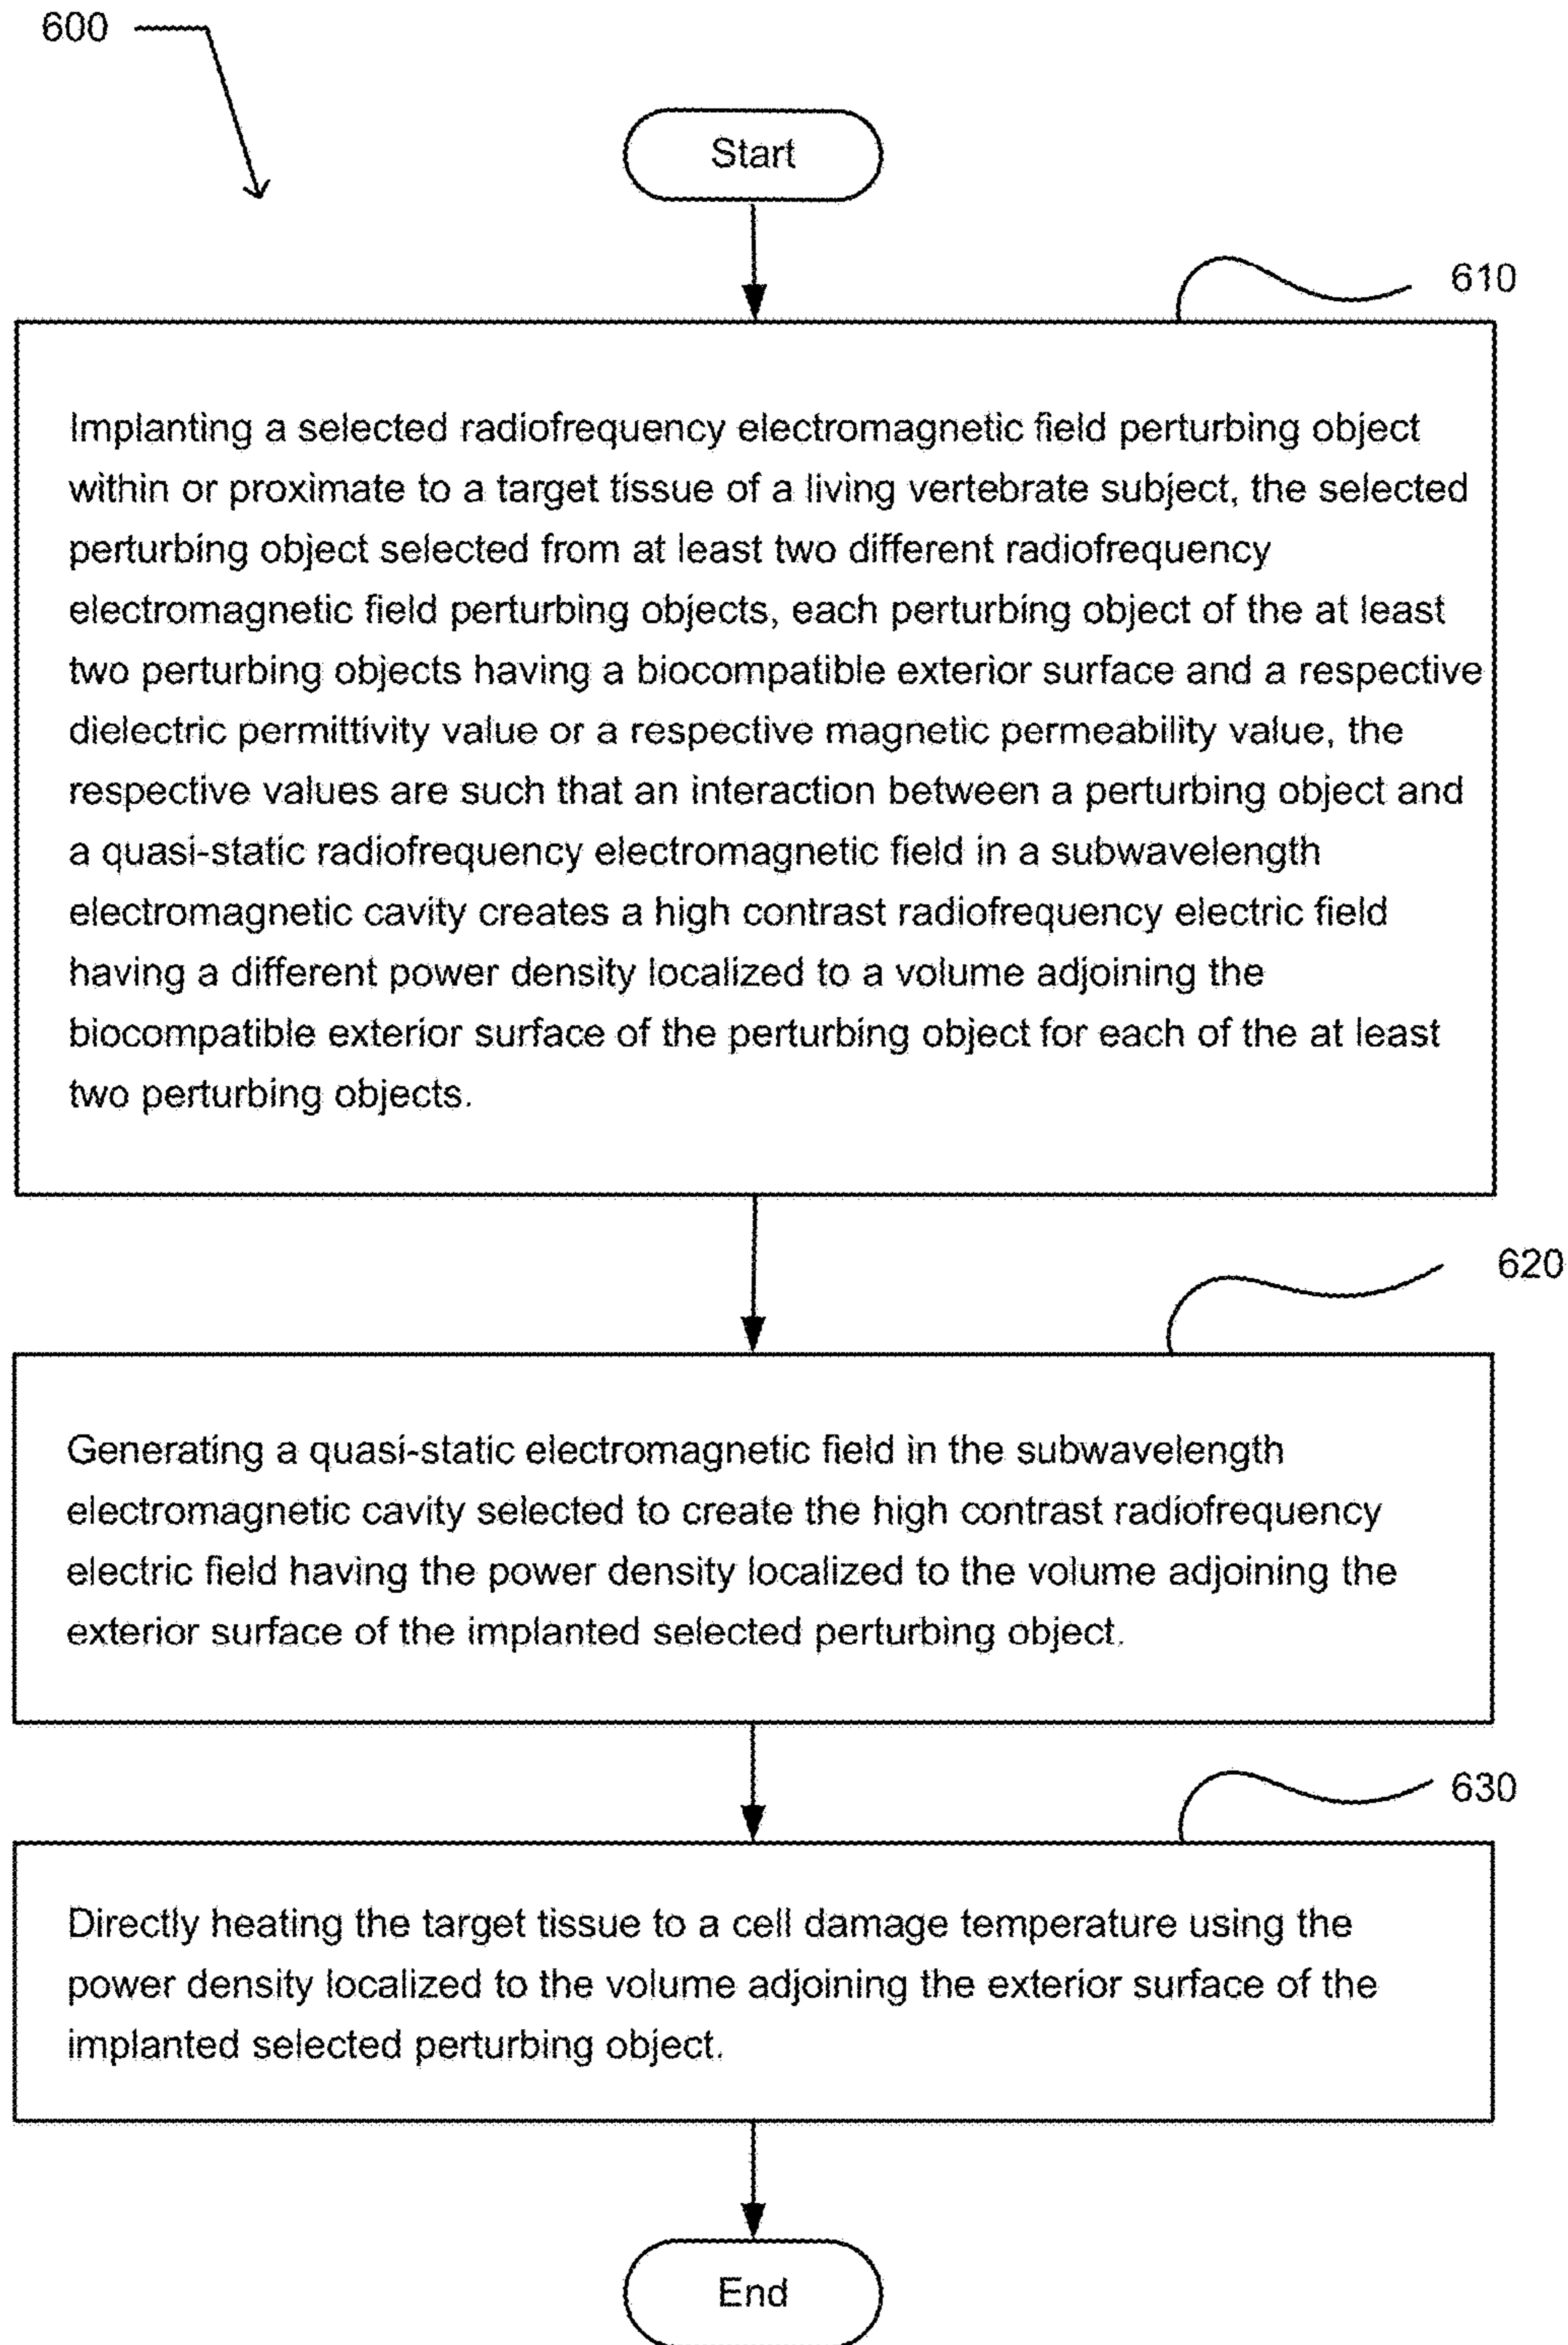 600
Start
610
Implanting a selected radiofrequency electromagnetic field perturbing object
within or proximate to a target tissue of a living vertebrate subject, the selected
perturbing object selected from at least two different radiofrequency
electromagnetic field perturbing objects, each perturbing object of the at least
two perturbing objects having a biocompatible exterior surface and a respective
dielectric permittivity value or a respective magnetic permeability value, the
respective values are such that an interaction between a perturbing object and
a quasi-static radiofrequency electromagnetic field in a subwavelength
electromagnetic cavity creates a high contrast radiofrequency electric field
having a different power density localized to a volume adjoining the
biocompatible exterior surface of the perturbing object for each of the at least
two perturbing objects.
620
Generating a quasi-static electromagnetic field in the subwavelength
electromagnetic cavity selected to create the high contrast radiofrequency
electric field having the power density localized to the volume adjoining the
exterior surface of the implanted selected perturbing object.
630
Directly heating the target tissue to a cell damage temperature using the
power density localized to the volume adjoining the exterior surface of the
implanted selected perturbing object.
End